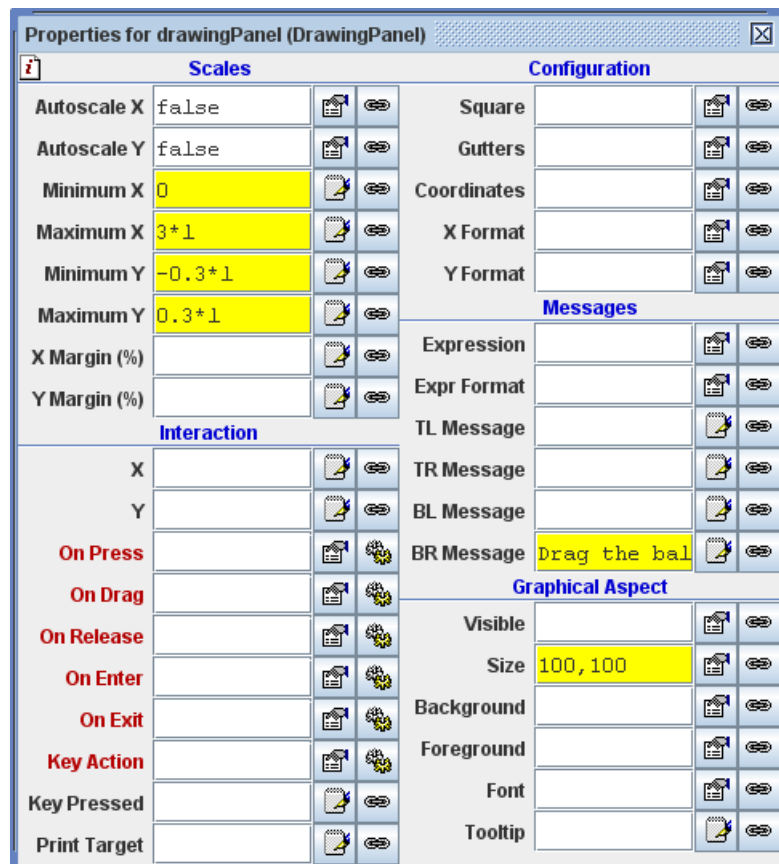 Properties for drawingPanel (DrawingPanel)
Scales
Autoscale X false
Autoscale Y false
Minimum X 0
Maximum X 3*l
Minimum Y -0.3*l
Maximum Y 0.3*l
X Margin (%)
Y Margin (%)
Interaction
X
Y
On Press
On Drag
On Release
On Enter
On Exit
Key Action
Key Pressed
Print Target
Configuration
Square
Gutters
Coordinates
X Format
Y Format
Messages
Expression
Expr Format
TL Message
TR Message
BL Message
BR Message Drag the bal
Graphical Aspect
Visible
Size 100,100
Background
Foreground
Font
Tooltip